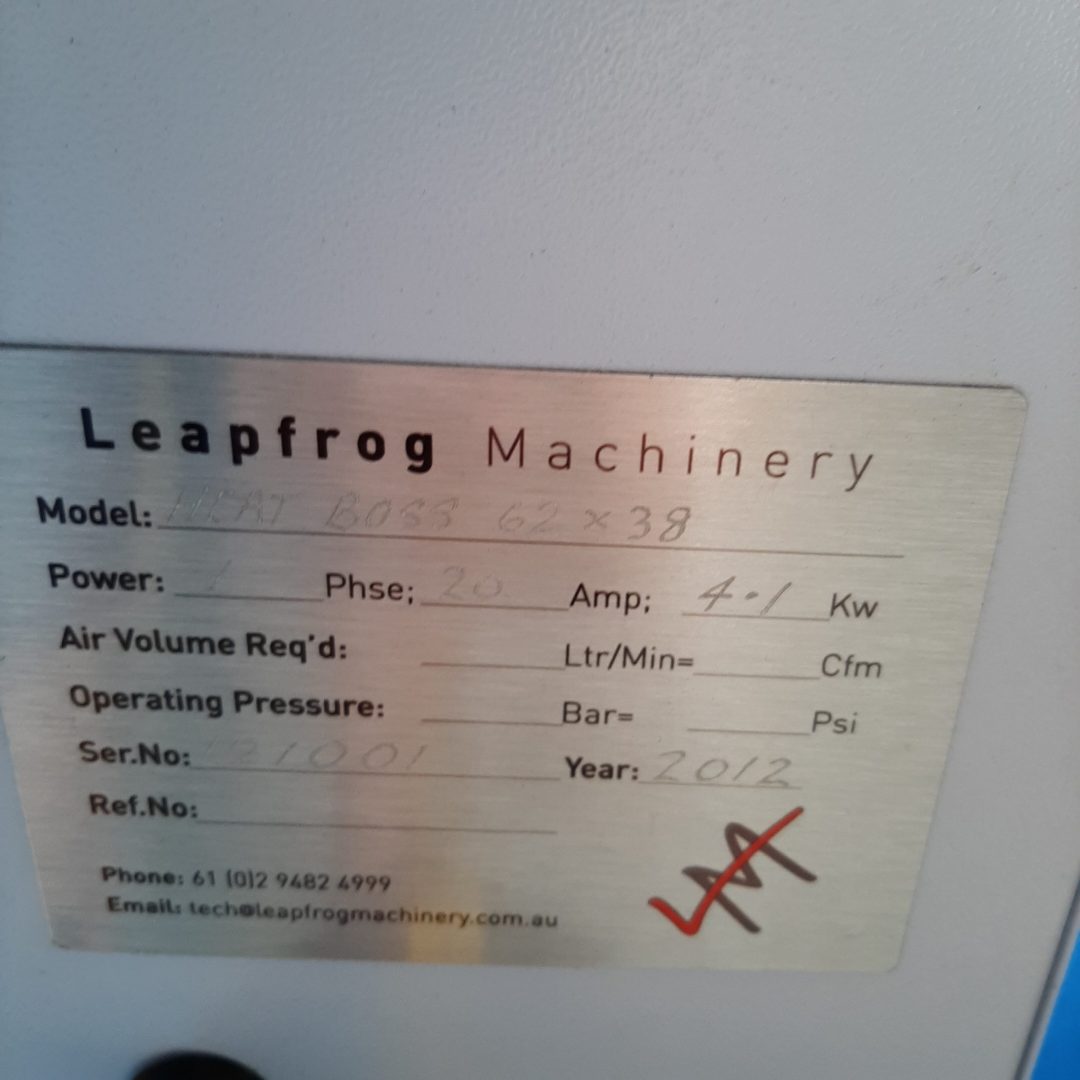 Leapfrog Machinery
Model: HEAT BOSS 62 x 38
Power: 1 Phse; 20 Amp; 4.1 Kw
Air Volume Req'd: Ltr/Min= Cfm
Operating Pressure: Bar= Psi
Ser.No: Year: 2012
Ref.No:
Phone: 61 (0)2 9482 4999
Email: tech@leapfrogmachinery.com.au